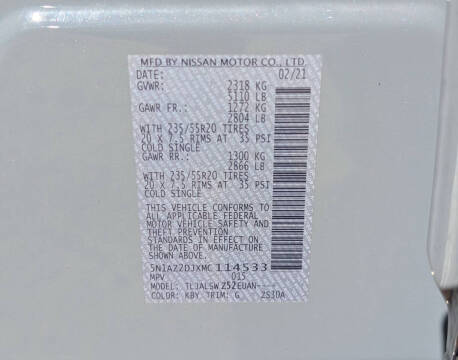 MFD BY NISSAN MOTOR CO., LTD.
DATE: 02/21
GVWR: 2318 KG
5110 LB
GAWR FR.: 1272 KG
2804 LB
WITH 235/55R20 TIRES
20 X 7.5 RIMS AT 35 PSI
COLD SINGLE
GAWR RR.: 1300 KG
2866 LB
WITH 235/55R20 TIRES
20 X 7.5 RIMS AT 35 PSI
COLD SINGLE
THIS VEHICLE CONFORMS TO
ALL APPLICABLE FEDERAL
MOTOR VEHICLE SAFETY AND
THEFT PREVENTION
STANDARDS IN EFFECT ON
THE DATE OF MANUFACTURE
SHOWN ABOVE.
5N1AZ2DJXMC114533
MPV 015
MODEL: TLJALSWZ52EUAN----
COLOR: KBY TRIM: G ZS30A